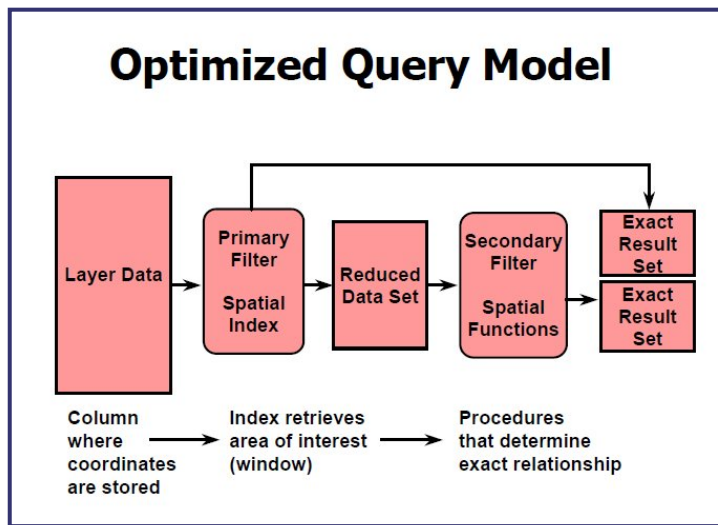 Optimized Query Model
Layer Data
Primary
Filter
Spatial
Index
Reduced
Data Set
Secondary
Filter
Spatial
Functions
Exact
Result
Set
Exact
Result
Set
Column
where
coordinates
are stored
Index retrieves
area of interest
(window)
Procedures
that determine
exact relationship